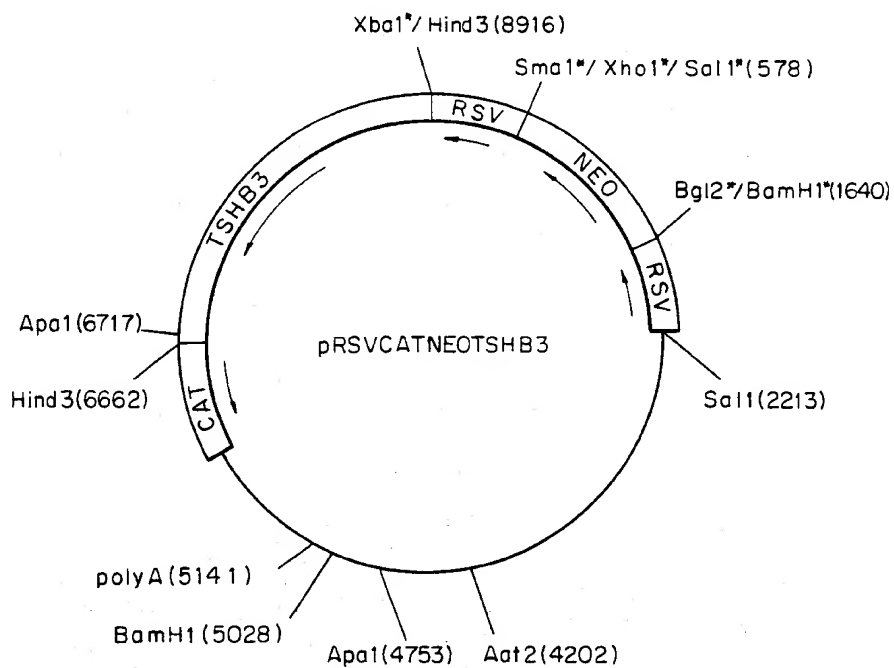 Xba1*/Hind3(8916)
Sma1*/Xho1*/Sal1*(578)
RSV
NEO
Bgl2*/BamH1*(1640)
RSV
TSHB3
Apa1(6717)
pRSVCATNEOTSHB3
Hind3(6662)
CAT
Sal1(2213)
polyA(5141)
BamH1(5028)
Apa1(4753)
Aat2(4202)